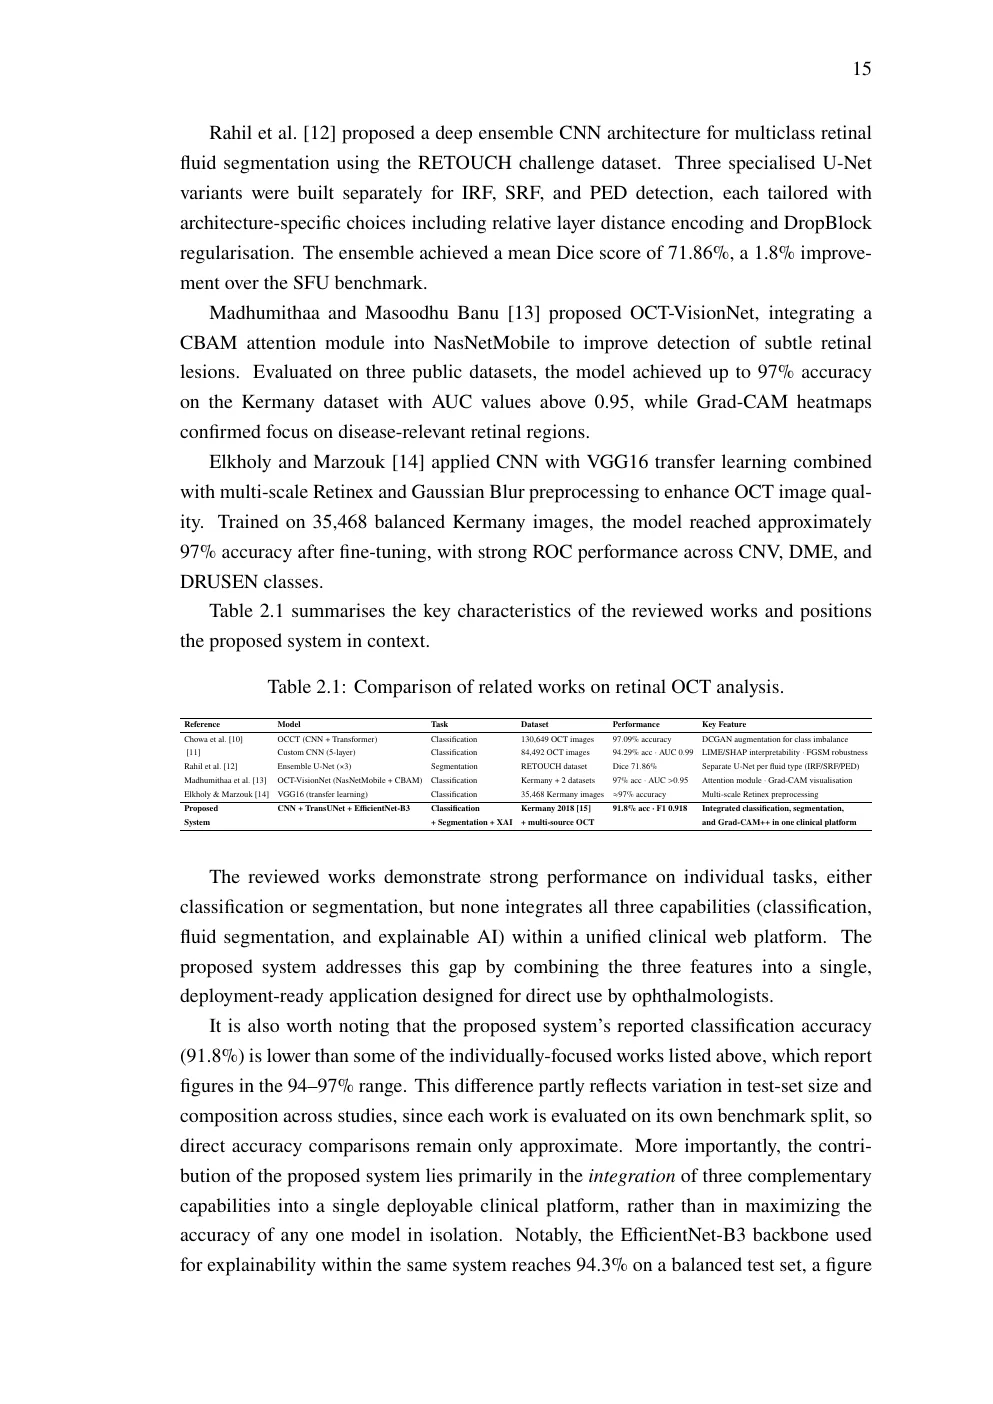 15
Rahil et al. [12] proposed a deep ensemble CNN architecture for multiclass retinal
fluid segmentation using the RETOUCH challenge dataset. Three specialised U-Net
variants were built separately for IRF, SRF, and PED detection, each tailored with
architecture-specific choices including relative layer distance encoding and DropBlock
regularisation. The ensemble achieved a mean Dice score of 71.86%, a 1.8% improve-
ment over the SFU benchmark.
Madhumithaa and Masoodhu Banu [13] proposed OCT-VisionNet, integrating a
CBAM attention module into NasNetMobile to improve detection of subtle retinal
lesions. Evaluated on three public datasets, the model achieved up to 97% accuracy
on the Kermany dataset with AUC values above 0.95, while Grad-CAM heatmaps
confirmed focus on disease-relevant retinal regions.
Elkholy and Marzouk [14] applied CNN with VGG16 transfer learning combined
with multi-scale Retinex and Gaussian Blur preprocessing to enhance OCT image qual-
ity. Trained on 35,468 balanced Kermany images, the model reached approximately
97% accuracy after fine-tuning, with strong ROC performance across CNV, DME, and
DRUSEN classes.
Table 2.1 summarises the key characteristics of the reviewed works and positions
the proposed system in context.
Table 2.1: Comparison of related works on retinal OCT analysis.
Reference Model Task Dataset Performance Key Feature
Chowa et al. [10] OCCT (CNN + Transformer) Classification 130,649 OCT images 97.09% accuracy DCGAN augmentation for class imbalance
[11] Custom CNN (5-layer) Classification 84,492 OCT images 94.29% acc · AUC 0.99 LIME/SHAP interpretability · FGSM robustness
Rahil et al. [12] Ensemble U-Net (×3) Segmentation RETOUCH dataset Dice 71.86% Separate U-Net per fluid type (IRF/SRF/PED)
Madhumithaa et al. [13] OCT-VisionNet (NasNetMobile + CBAM) Classification Kermany + 2 datasets 97% acc · AUC >0.95 Attention module · Grad-CAM visualisation
Elkholy & Marzouk [14] VGG16 (transfer learning) Classification 35,468 Kermany images ≈97% accuracy Multi-scale Retinex preprocessing
Proposed CNN + TransUNet + EfficientNet-B3 Classification Kermany 2018 [15] 91.8% acc · F1 0.918 Integrated classification, segmentation,
System + Segmentation + XAI + multi-source OCT and Grad-CAM++ in one clinical platform
The reviewed works demonstrate strong performance on individual tasks, either
classification or segmentation, but none integrates all three capabilities (classification,
fluid segmentation, and explainable AI) within a unified clinical web platform. The
proposed system addresses this gap by combining the three features into a single,
deployment-ready application designed for direct use by ophthalmologists.
It is also worth noting that the proposed system's reported classification accuracy
(91.8%) is lower than some of the individually-focused works listed above, which report
figures in the 94–97% range. This difference partly reflects variation in test-set size and
composition across studies, since each work is evaluated on its own benchmark split, so
direct accuracy comparisons remain only approximate. More importantly, the contri-
bution of the proposed system lies primarily in the integration of three complementary
capabilities into a single deployable clinical platform, rather than in maximizing the
accuracy of any one model in isolation. Notably, the EfficientNet-B3 backbone used
for explainability within the same system reaches 94.3% on a balanced test set, a figure